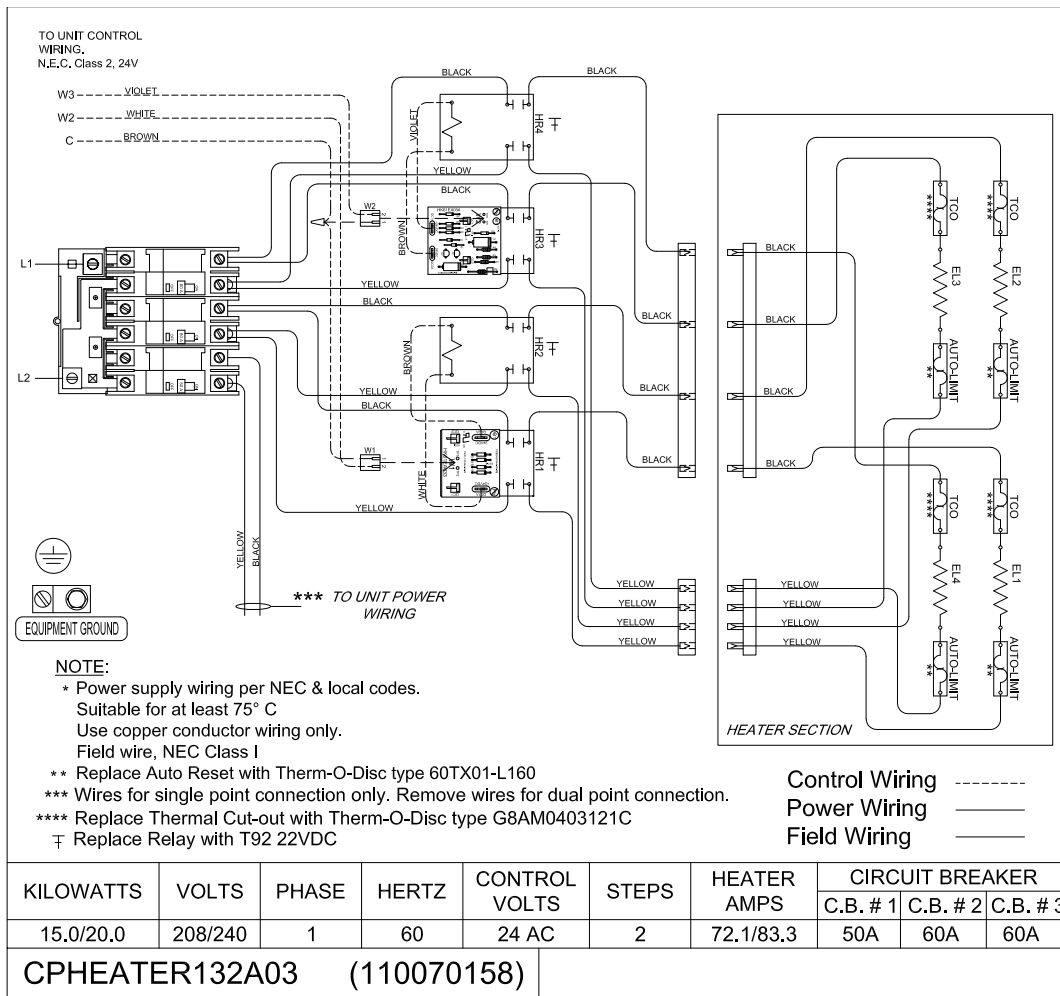 TO UNIT CONTROL
WIRING.
N.E.C. Class 2, 24V
W3
VIOLET
W2
WHITE
C
BROWN
BLACK
BLACK
VIOLET
HR4
YELLOW
BLACK
W2
2
1
BROWN
HR3
YELLOW
BLACK
HR2
BROWN
YELLOW
BLACK
W1
1
2
WHITE
HR1
YELLOW
L1
L2
YELLOW
BLACK
*** TO UNIT POWER
WIRING
EQUIPMENT GROUND
BLACK
BLACK
BLACK
BLACK
BLACK
BLACK
BLACK
BLACK
YELLOW
YELLOW
YELLOW
YELLOW
YELLOW
YELLOW
YELLOW
YELLOW
TCO
****
TCO
****
EL3
EL2
AUTO-LIMIT
**
AUTO-LIMIT
**
TCO
****
TCO
****
EL4
EL1
AUTO-LIMIT
**
AUTO-LIMIT
**
HEATER SECTION
NOTE:
* Power supply wiring per NEC & local codes.
Suitable for at least 75° C
Use copper conductor wiring only.
Field wire, NEC Class I
** Replace Auto Reset with Therm-O-Disc type 60TX01-L160
*** Wires for single point connection only. Remove wires for dual point connection.
**** Replace Thermal Cut-out with Therm-O-Disc type G8AM0403121C
Replace Relay with T92 22VDC
Control Wiring
Power Wiring
Field Wiring
KILOWATTS VOLTS PHASE HERTZ CONTROL VOLTS STEPS HEATER AMPS CIRCUIT BREAKER
C.B. # 1 C.B. # 2 C.B. # 3
15.0/20.0 208/240 1 60 24 AC 2 72.1/83.3 50A 60A 60A
CPHEATER132A03 (110070158)